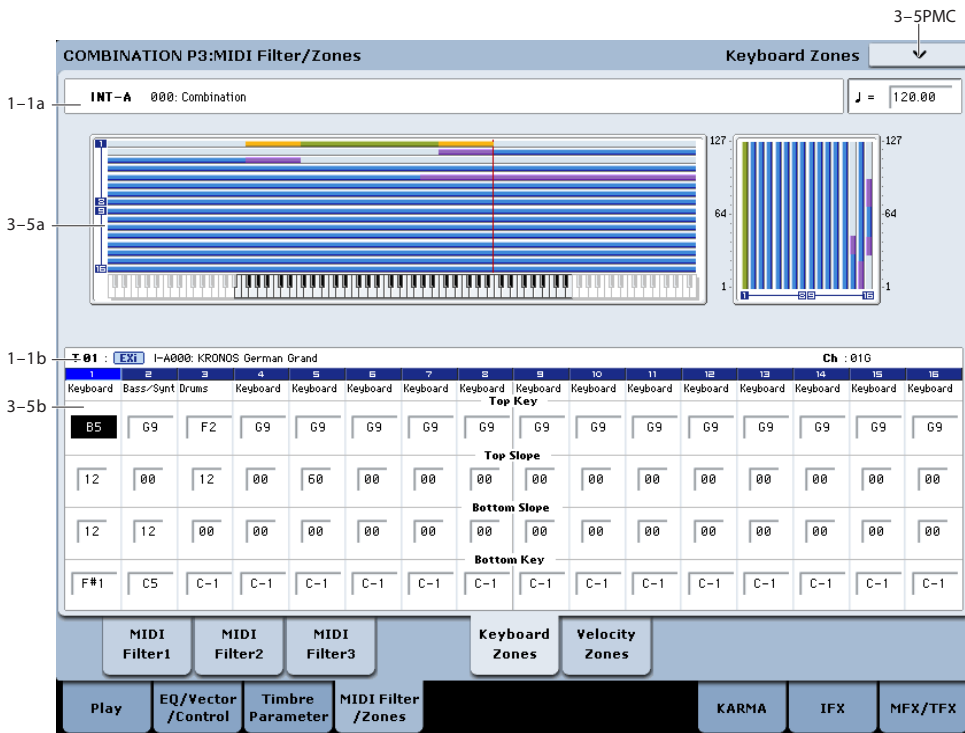 3–5PMC
COMBINATION P3:MIDI Filter/Zones Keyboard Zones
1–1a INT–A 000: Combination ♩ = 120.00
1 127 127
8
9
3–5a 64 64
16
1 1
1 8 9 16
1–1b T 01 : EXi I–A000: KRONOS German Grand Ch : 01G
1 2 3 4 5 6 7 8 9 10 11 12 13 14 15 16
Keyboard Bass/Synt Drums Keyboard Keyboard Keyboard Keyboard Keyboard Keyboard Keyboard Keyboard Keyboard Keyboard Keyboard Keyboard Keyboard
3–5b Top Key
B5 G9 F2 G9 G9 G9 G9 G9 G9 G9 G9 G9 G9 G9 G9 G9
Top Slope
12 00 12 00 60 00 00 00 00 00 00 00 00 00 00 00
Bottom Slope
12 12 00 00 00 00 00 00 00 00 00 00 00 00 00 00
Bottom Key
F#1 C5 C–1 C–1 C–1 C–1 C–1 C–1 C–1 C–1 C–1 C–1 C–1 C–1 C–1 C–1
MIDI MIDI MIDI Keyboard Velocity
Filter1 Filter2 Filter3 Zones Zones
Play EQ/Vector Timbre MIDI Filter KARMA IFX MFX/TFX
/Control Parameter /Zones